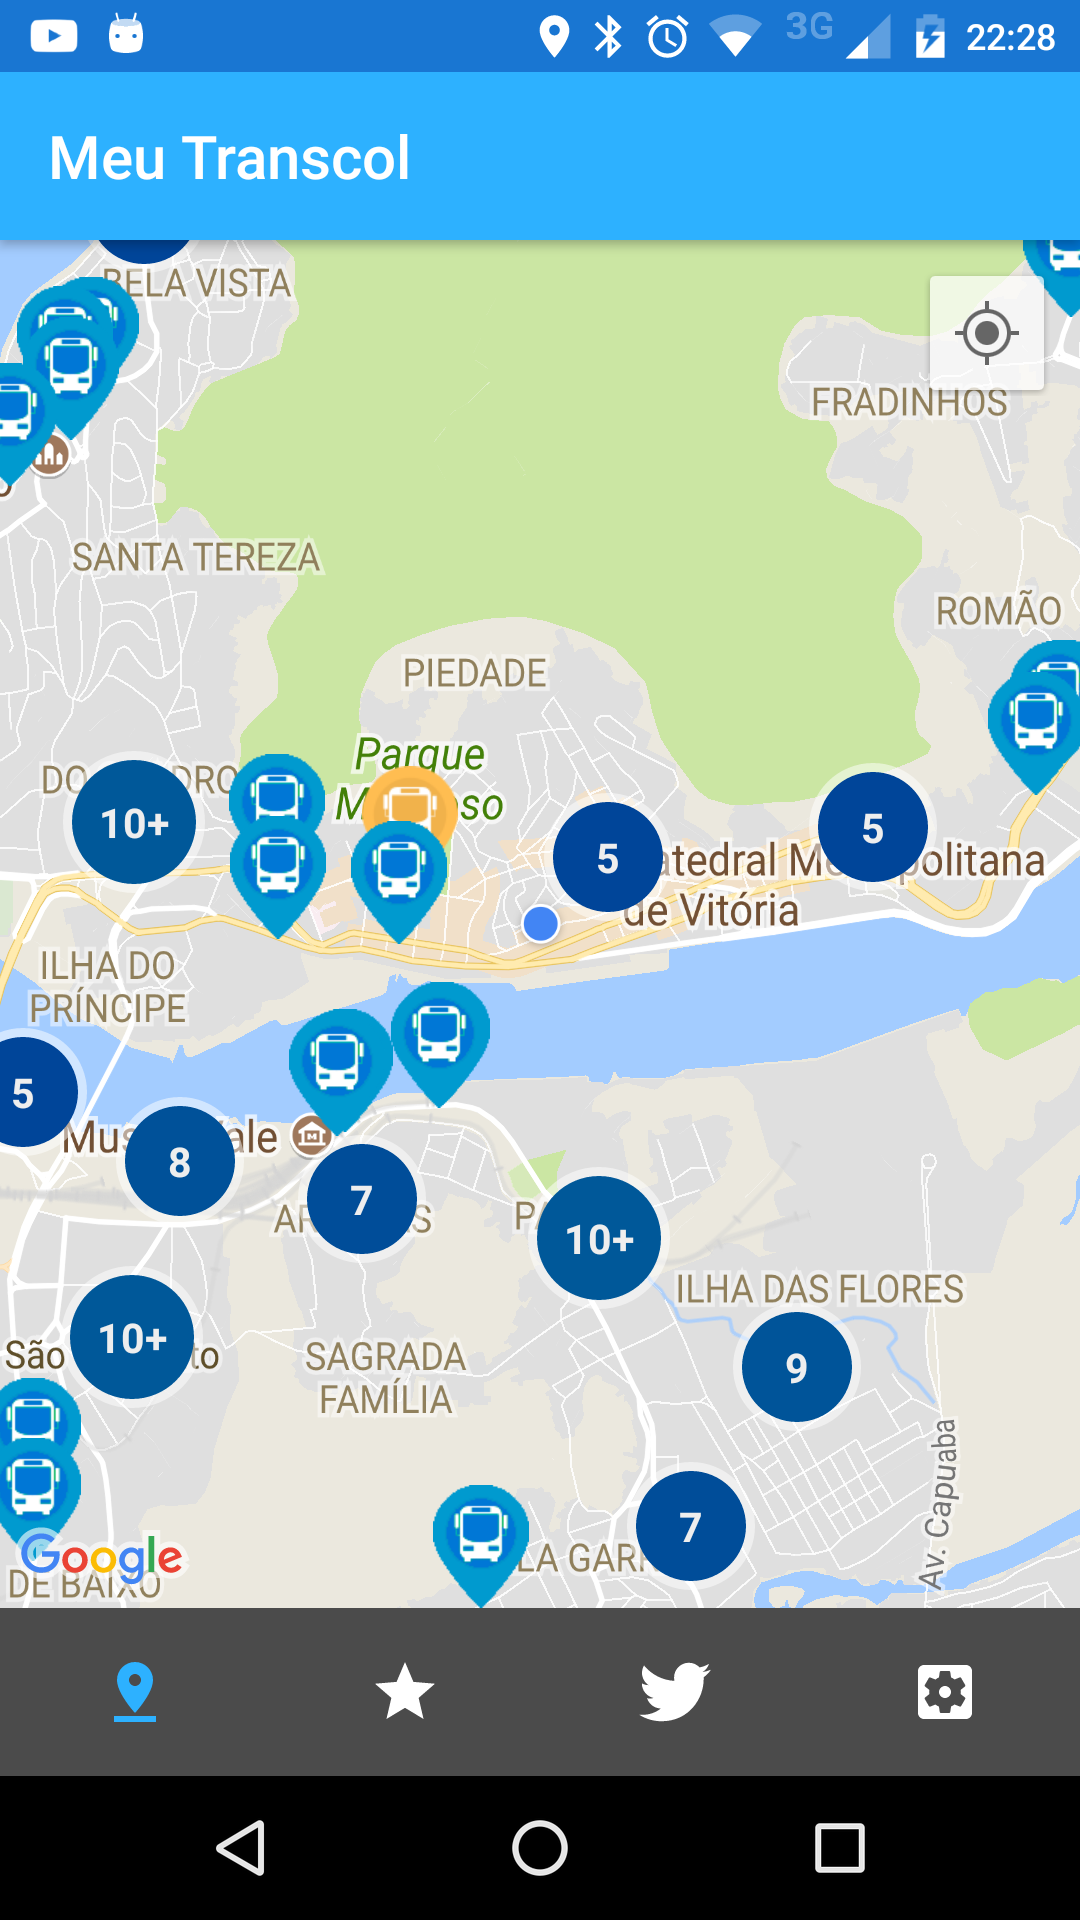 3G
22:28
Meu Transcol
BELA VISTA
FRADINHOS
SANTA TEREZA
ROMÃO
PIEDADE
Parque
10+
5
5
de Vitória
ILHA DO
PRÍNCIPE
5
8
7
10+
ILHA DAS FLORES
10+
São
to
9
SAGRADA
FAMÍLIA
Av. Capuaba
7
Google
DE BAIXO